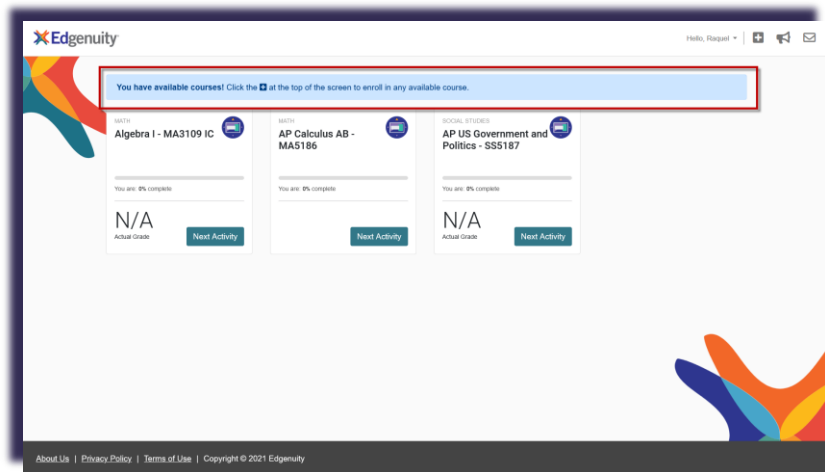 Edgenuity
Hello, Raquel
You have available courses! Click the at the top of the screen to enroll in any available course.
MATH
Algebra I - MA3109 IC
You are: 0% complete
N/A
Actual Grade
Next Activity
MATH
AP Calculus AB -
MA5186
You are: 0% complete
Next Activity
SOCIAL STUDIES
AP US Government and
Politics - SS5187
You are: 0% complete
N/A
Actual Grade
Next Activity
About Us | Privacy Policy | Terms of Use | Copyright © 2021 Edgenuity